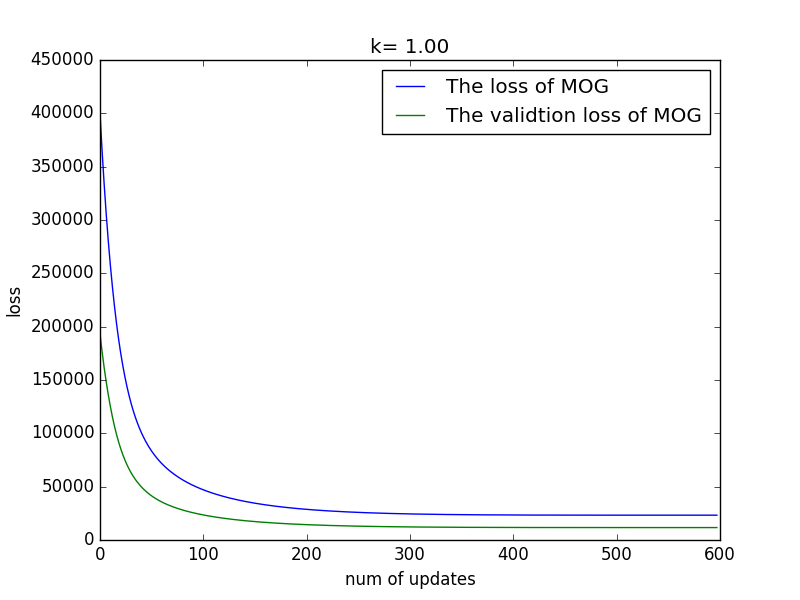 k= 1.00
The loss of MOG
The validtion loss of MOG
450000
400000
350000
300000
250000
200000
150000
100000
50000
0
loss
0 100 200 300 400 500 600
num of updates